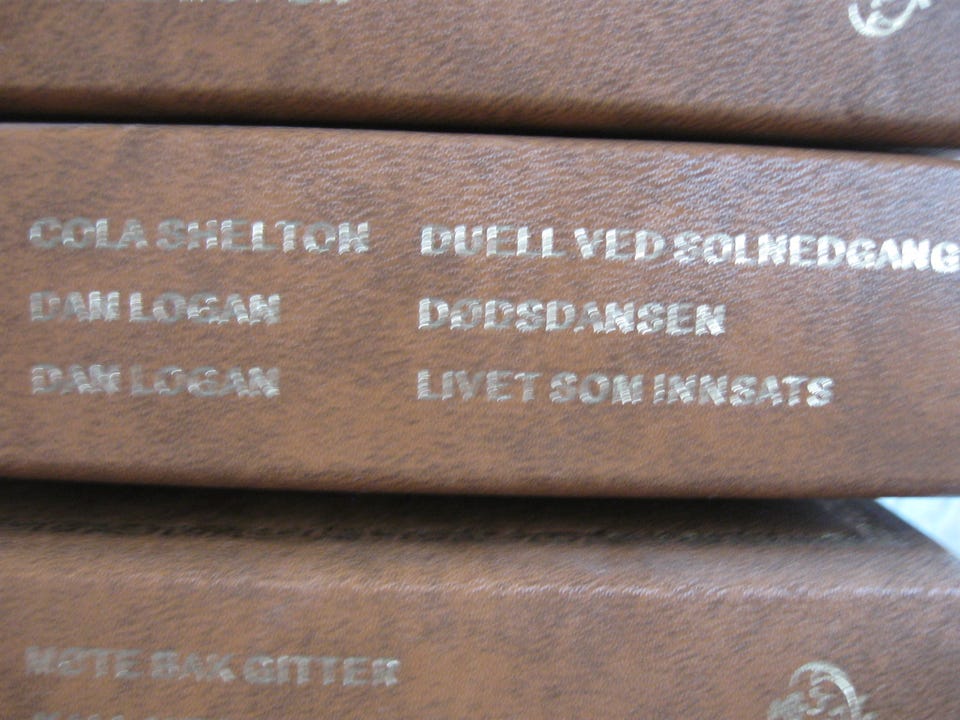 COLA SHELTON DUELL VED SOLNEDGANG
DAN LOGAN DØDSDANSEN
DAN LOGAN LIVET SOM INNSATS
MØTE BAK GITTER